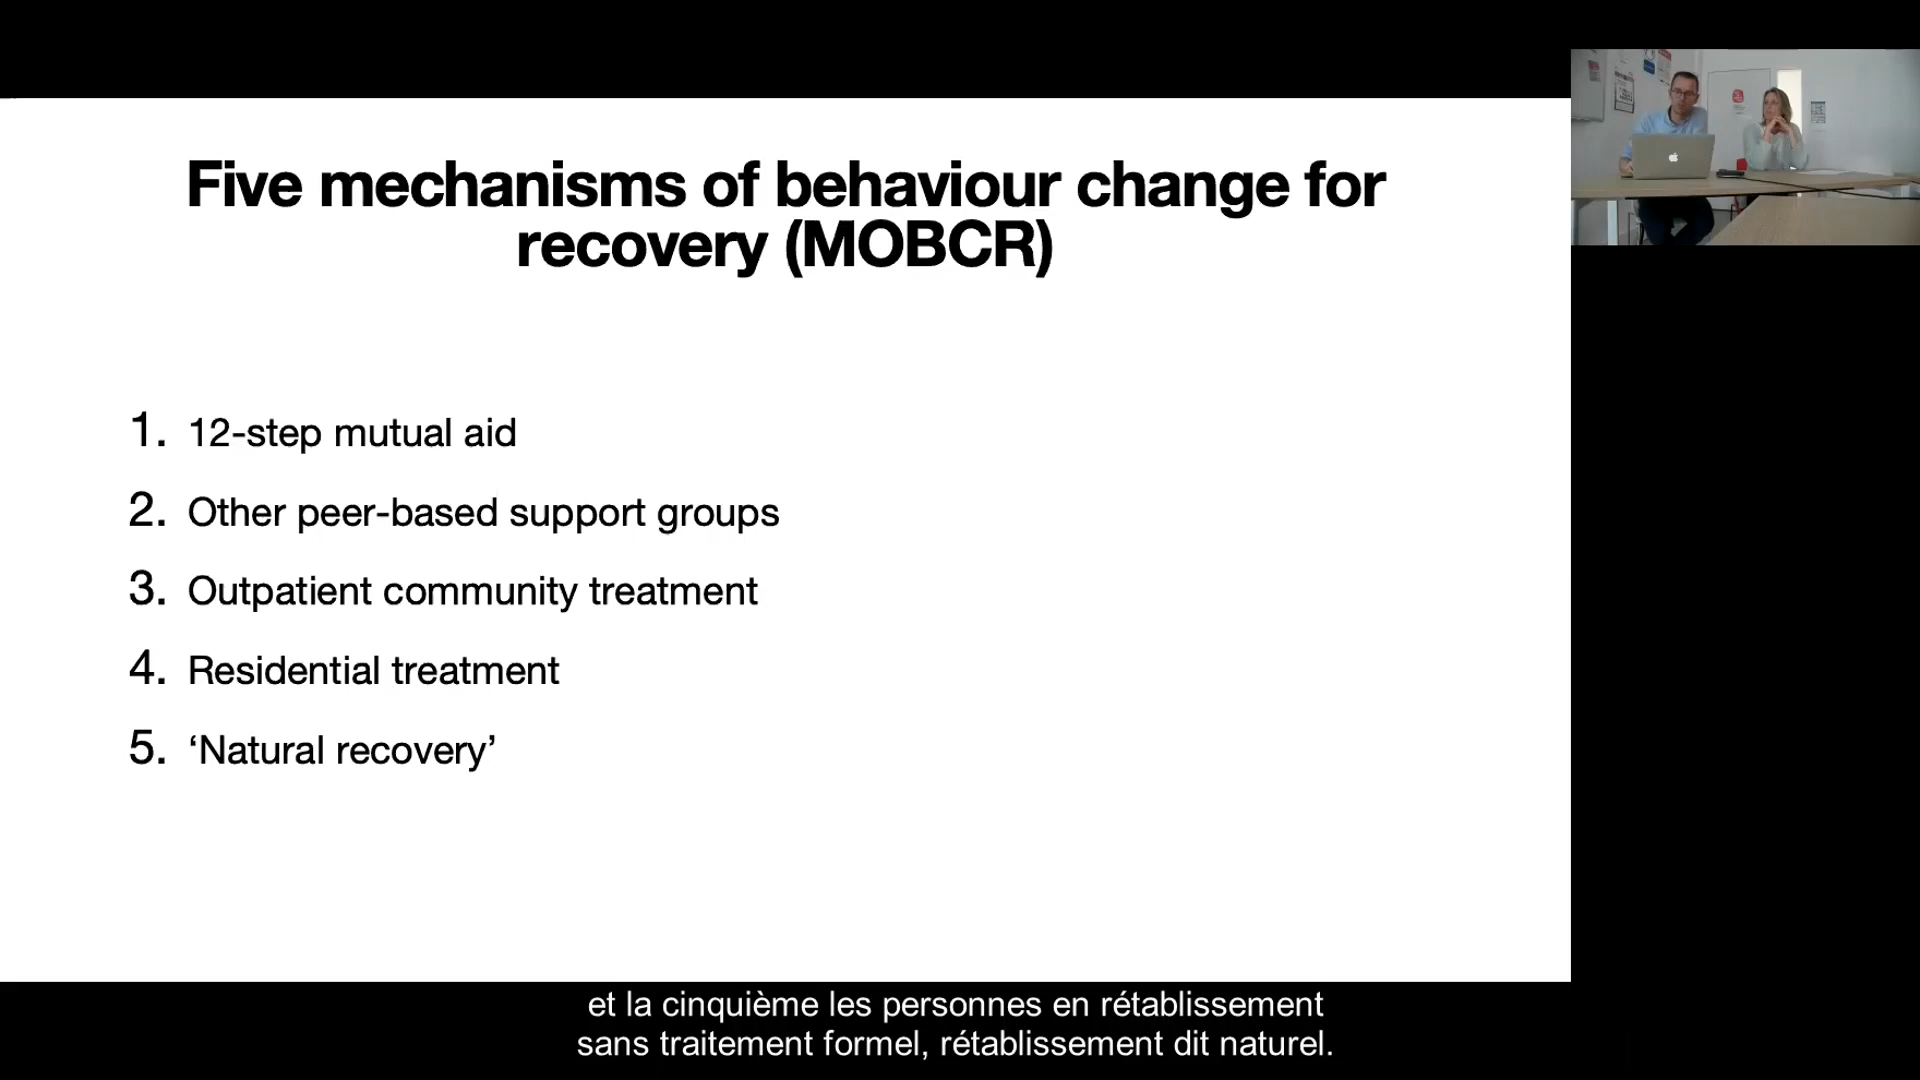 Five mechanisms of behaviour change for
recovery (MOBCR)
1. 12-step mutual aid
2. Other peer-based support groups
3. Outpatient community treatment
4. Residential treatment
5. ‘Natural recovery’
et la cinquième les personnes en rétablissement
sans traitement formel, rétablissement dit naturel.